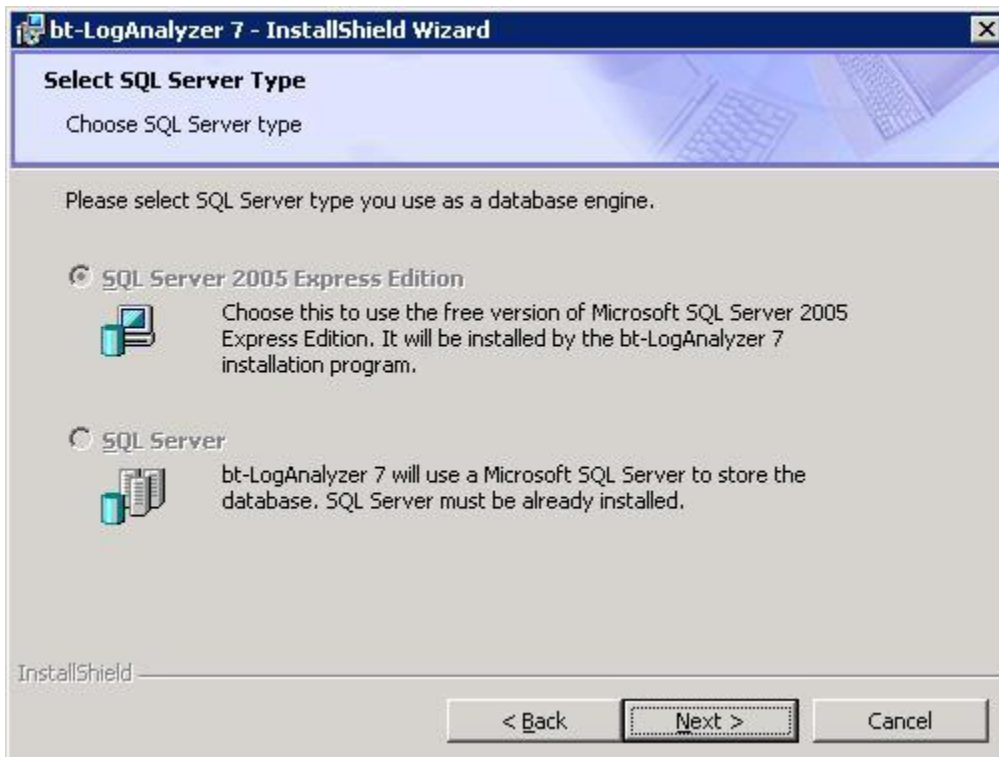 bt-LogAnalyzer 7 - InstallShield Wizard
Select SQL Server Type
Choose SQL Server type
Please select SQL Server type you use as a database engine.
SQL Server 2005 Express Edition
Choose this to use the free version of Microsoft SQL Server 2005
Express Edition. It will be installed by the bt-LogAnalyzer 7
installation program.
SQL Server
bt-LogAnalyzer 7 will use a Microsoft SQL Server to store the
database. SQL Server must be already installed.
InstallShield
< Back Next > Cancel